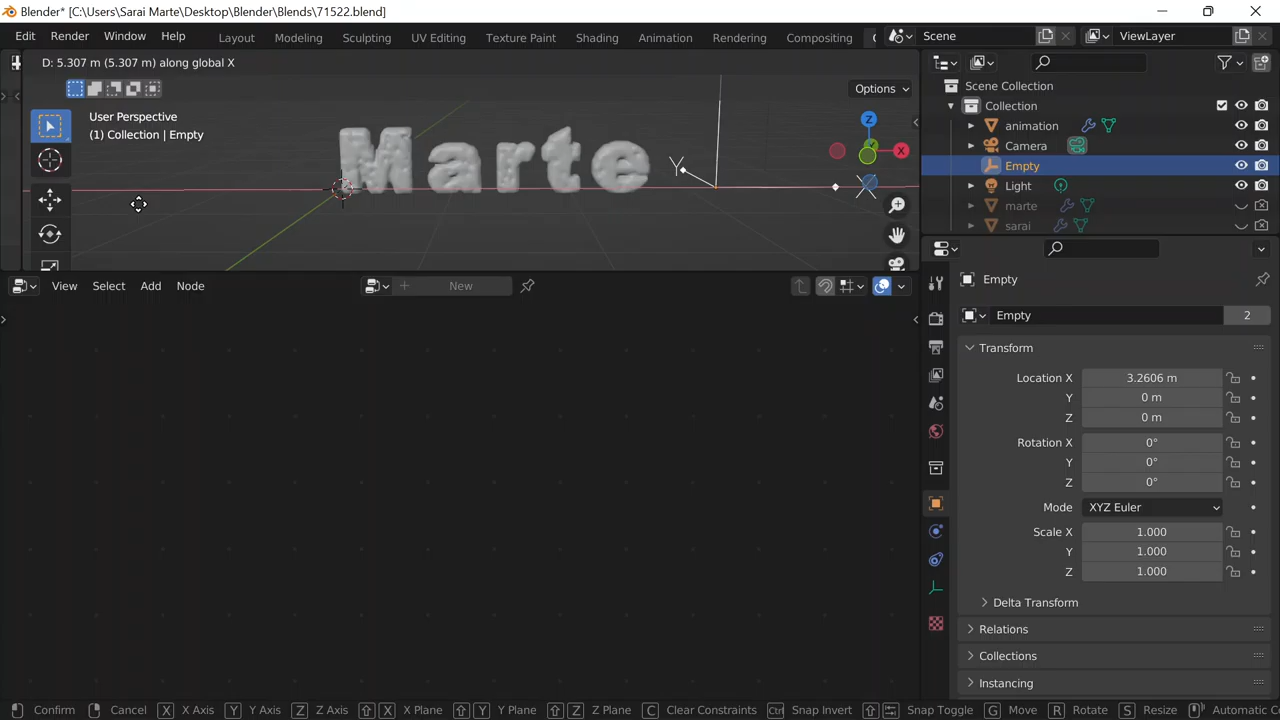 Blender* [C:\Users\Sarai Marte\Desktop\Blender\Blends\71522.blend]
Edit Render Window Help Layout Modeling Sculpting UV Editing Texture Paint Shading Animation Rendering Compositing Scene ViewLayer
D: 5.307 m (5.307 m) along global X
Options
User Perspective
(1) Collection | Empty
Marte
Y
X
Z
X
Scene Collection
Collection
animation
Camera
Empty
Light
marte
sarai
View Select Add Node New
Empty
Empty 2
Transform
Location X 3.2606 m
Y 0 m
Z 0 m
Rotation X 0°
Y 0°
Z 0°
Mode XYZ Euler
Scale X 1.000
Y 1.000
Z 1.000
Delta Transform
Relations
Collections
Instancing
Confirm Cancel X X Axis Y Y Axis Z Z Axis X X Plane Y Y Plane Z Z Plane C Clear Constraints Ctrl Snap Invert Snap Toggle G Move R Rotate S Resize Automatic C